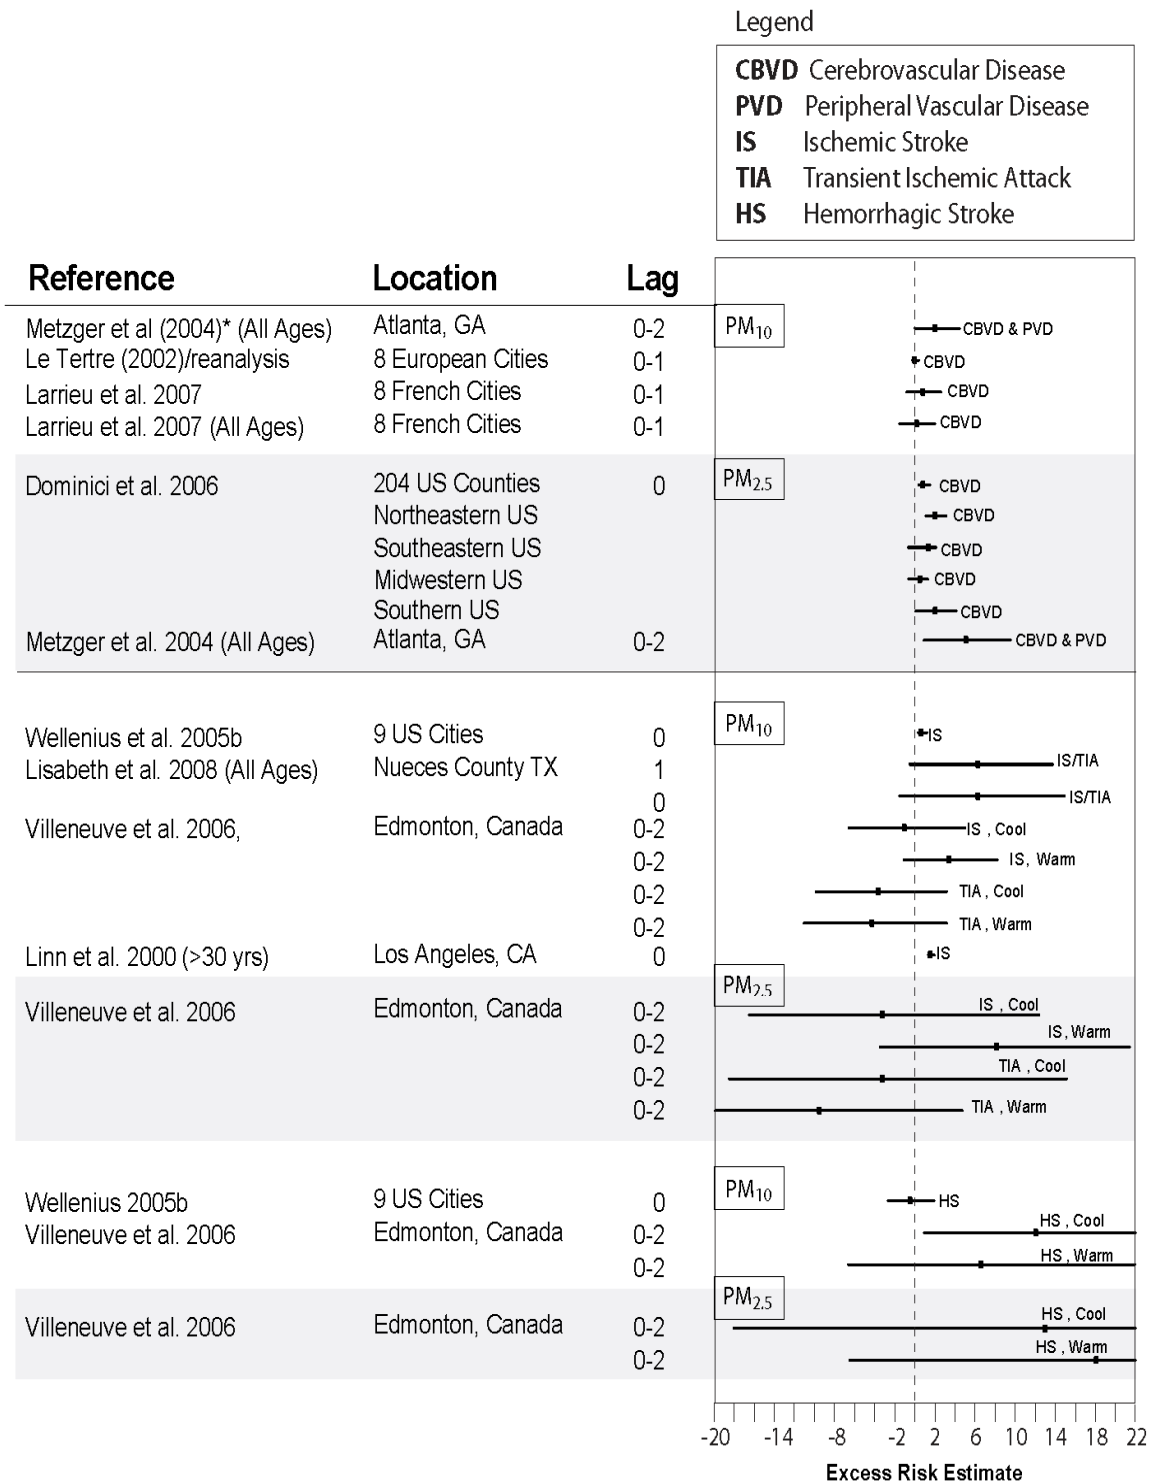 Legend
CBVD Cerebrovascular Disease
PVD Peripheral Vascular Disease
IS Ischemic Stroke
TIA Transient Ischemic Attack
HS Hemorrhagic Stroke
Reference Location Lag
Metzger et al (2004)* (All Ages) Atlanta, GA 0-2 PM10 CBVD & PVD
Le Tertre (2002)/reanalysis 8 European Cities 0-1 CBVD
Larrieu et al. 2007 8 French Cities 0-1 CBVD
Larrieu et al. 2007 (All Ages) 8 French Cities 0-1 CBVD
PM2.5
Dominici et al. 2006 204 US Counties 0 CBVD
Northeastern US CBVD
Southeastern US CBVD
Midwestern US CBVD
Southern US CBVD
Metzger et al. 2004 (All Ages) Atlanta, GA 0-2 CBVD & PVD
PM10
Wellenius et al. 2005b 9 US Cities 0 IS
Lisabeth et al. 2008 (All Ages) Nueces County TX 1 IS/TIA
0 IS/TIA
Villeneuve et al. 2006, Edmonton, Canada 0-2 IS , Cool
0-2 IS, Warm
0-2 TIA , Cool
0-2 TIA , Warm
Linn et al. 2000 (>30 yrs) Los Angeles, CA 0 IS
PM2.5
Villeneuve et al. 2006 Edmonton, Canada 0-2 IS , Cool
0-2 IS , Warm
0-2 TIA , Cool
0-2 TIA , Warm
PM10
Wellenius 2005b 9 US Cities 0 HS
Villeneuve et al. 2006 Edmonton, Canada 0-2 HS , Cool
0-2 HS , Warm
PM2.5
Villeneuve et al. 2006 Edmonton, Canada 0-2 HS , Cool
0-2 HS , Warm
-20 -14 -8 -2 2 6 10 14 18 22
Excess Risk Estimate